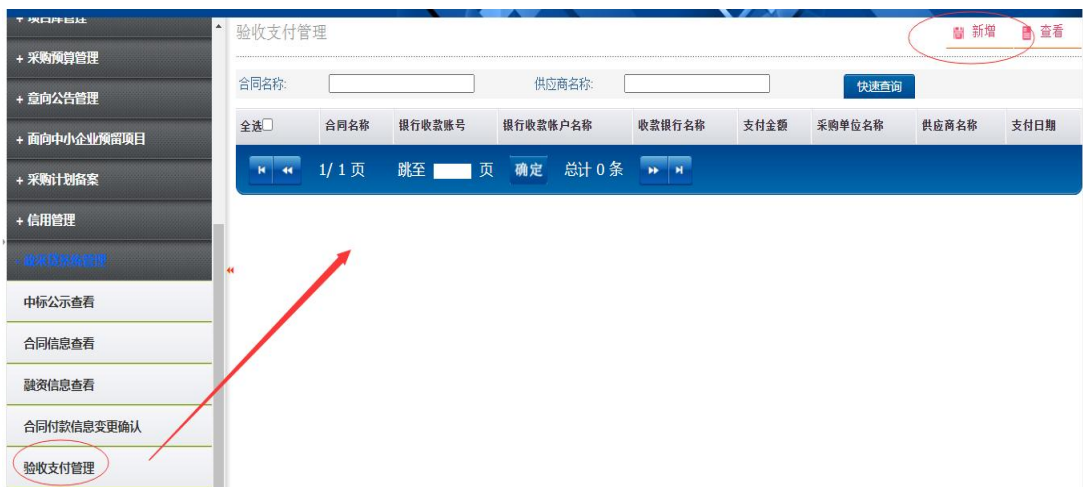 验收支付管理
新增 查看
+ 采购预算管理
+ 意向公告管理
+ 面向中小企业预留项目
+ 采购计划备案
+ 信用管理
中标公示查看
合同信息查看
融资信息查看
合同付款信息变更确认
验收支付管理
合同名称: 供应商名称: 快速查询
全选 合同名称 银行收款账号 银行收款帐户名称 收款银行名称 支付金额 采购单位名称 供应商名称 支付日期
1/ 1 页 跳至 页 确定 总计 0 条